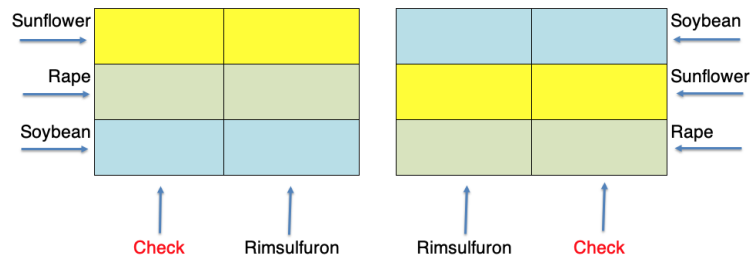 Sunflower
Rape
Soybean
Check
Rimsulfuron
Soybean
Sunflower
Rape
Rimsulfuron
Check